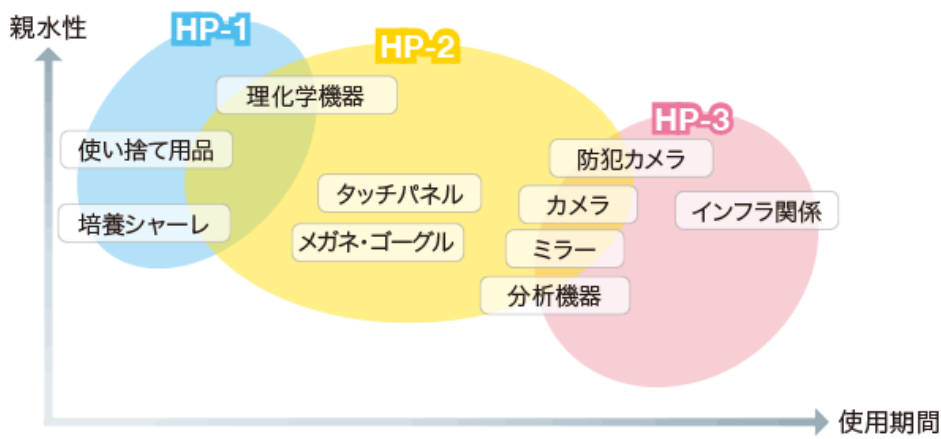 親水性
HP-1
HP-2
理化学機器
HP-3
使い捨て用品
防犯カメラ
タッチパネル
カメラ
インフラ関係
培養シャーレ
メガネ・ゴーグル
ミラー
分析機器
使用期間